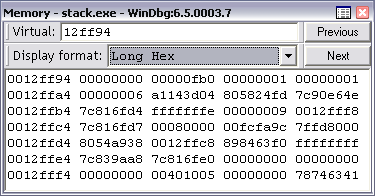 Memory - stack.exe - WinDbg:6.5.0003.7
Virtual: 12ff94 Previous
Display format: Long Hex Next
0012ff94 00000000 00000fb0 00000001 00000001
0012ffa4 00000006 a1143d04 805824fd 7c90e64e
0012ffb4 7c816fd4 fffffffe 00000009 0012fff8
0012ffc4 7c816fd7 00080000 00fcfa9c 7ffd8000
0012ffd4 8054a938 0012ffc8 898463f0 ffffffff
0012ffe4 7c839aa8 7c816fe0 00000000 00000000
0012fff4 00000000 00401005 00000000 78746341